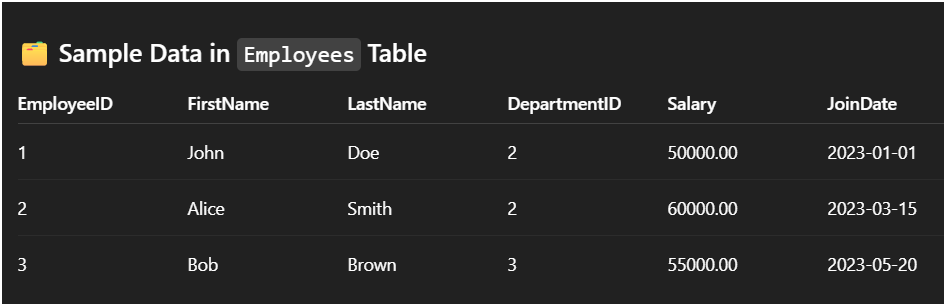 Sample Data in Employees Table
EmployeeID FirstName LastName DepartmentID Salary JoinDate
1 John Doe 2 50000.00 2023-01-01
2 Alice Smith 2 60000.00 2023-03-15
3 Bob Brown 3 55000.00 2023-05-20